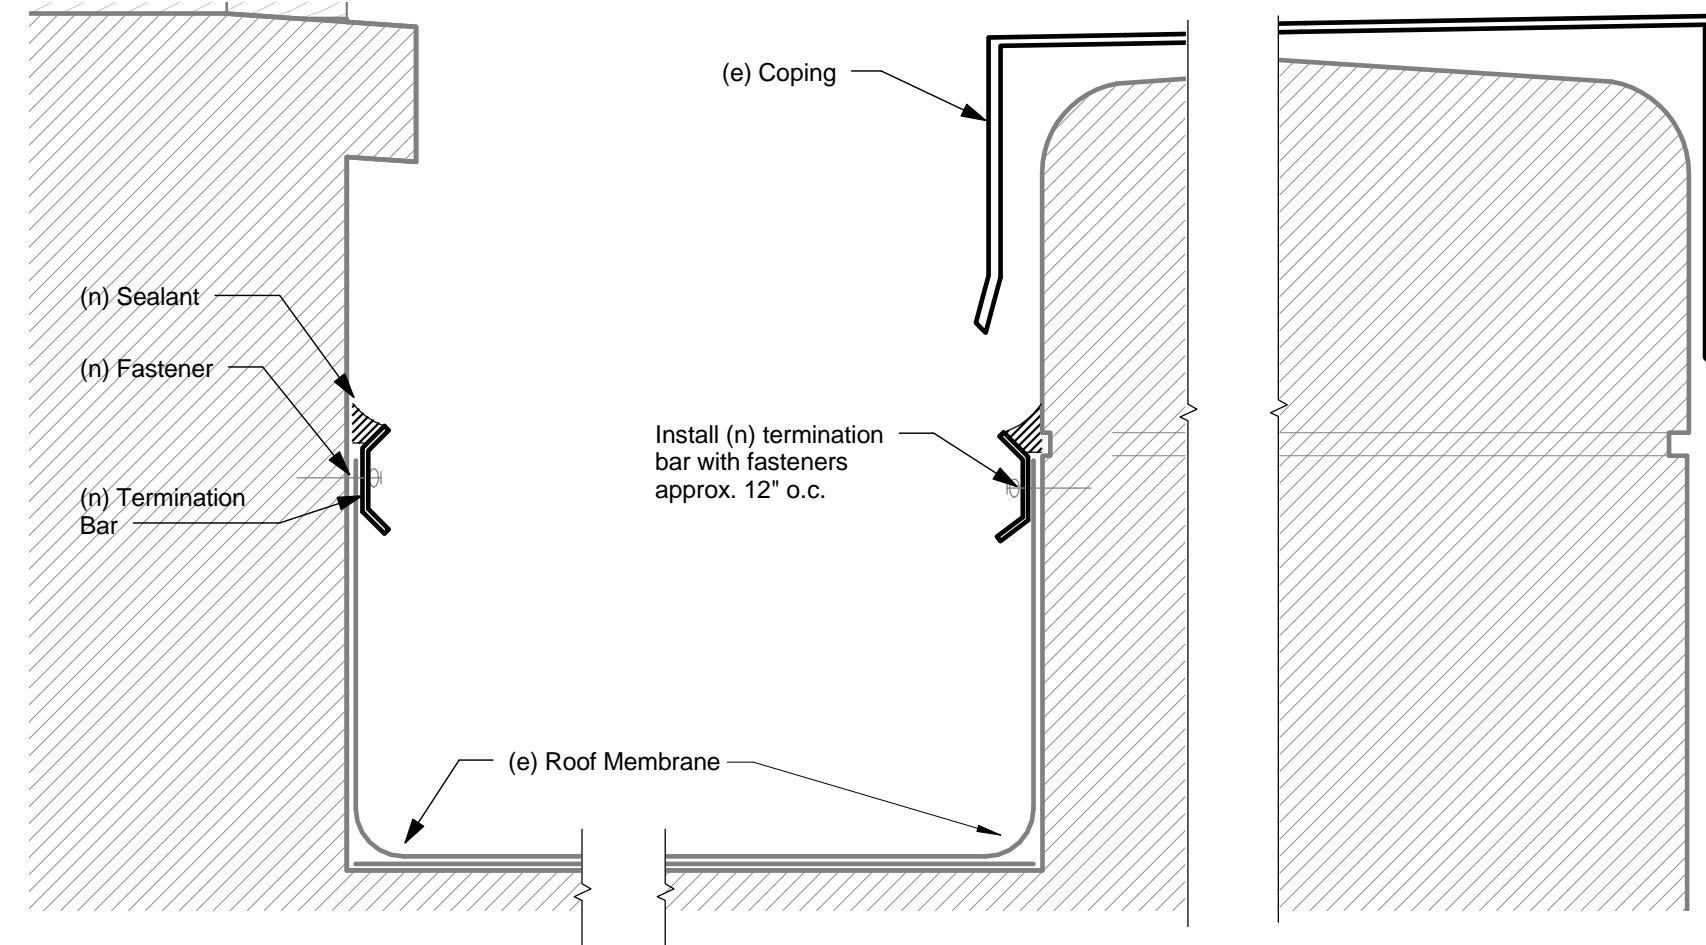 (e) Coping
(n) Sealant
(n) Fastener
(n) Termination
Bar
Install (n) termination
bar with fasteners
approx. 12" o.c.
(e) Roof Membrane